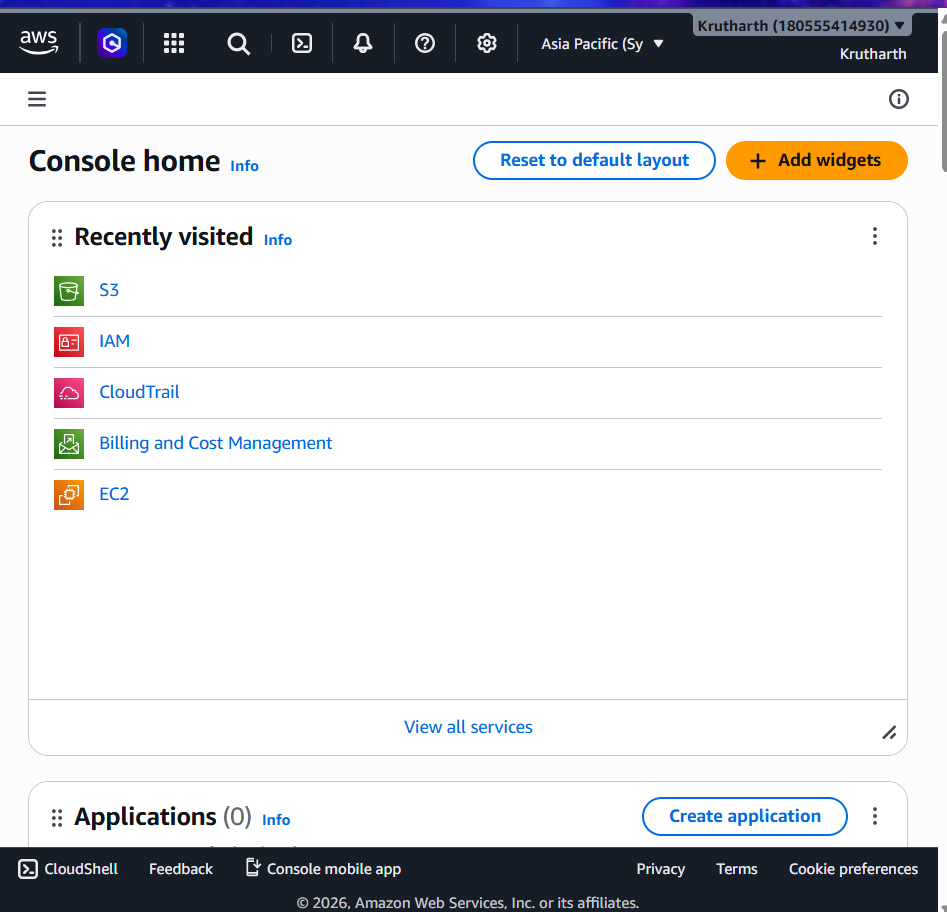 aws
Asia Pacific (Sy
Krutharth (180555414930)
Krutharth
Console home Info
Reset to default layout
Add widgets
Recently visited Info
S3
IAM
CloudTrail
Billing and Cost Management
EC2
View all services
Applications (0) Info
Create application
CloudShell
Feedback
Console mobile app
Privacy
Terms
Cookie preferences
© 2026, Amazon Web Services, Inc. or its affiliates.